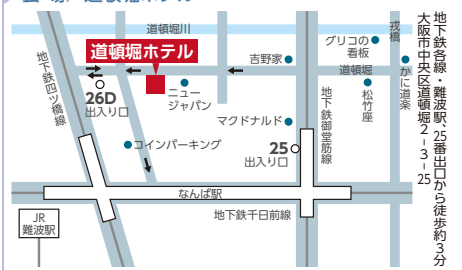 道頓堀川
道頓堀ホテル
吉野家
グリコの
看板
戎橋
道頓堀
かに道楽
26D
出入り口
ニュー
ジャパン
松竹座
地下鉄四ツ橋線
マクドナルド
地下鉄御堂筋線
コインパーキング
25
出入り口
なんば駅
地下鉄千日前線
JR
難波駅
地下鉄各線・難波駅、25番出口から徒歩約3分
大阪市中央区道頓堀2-3-25